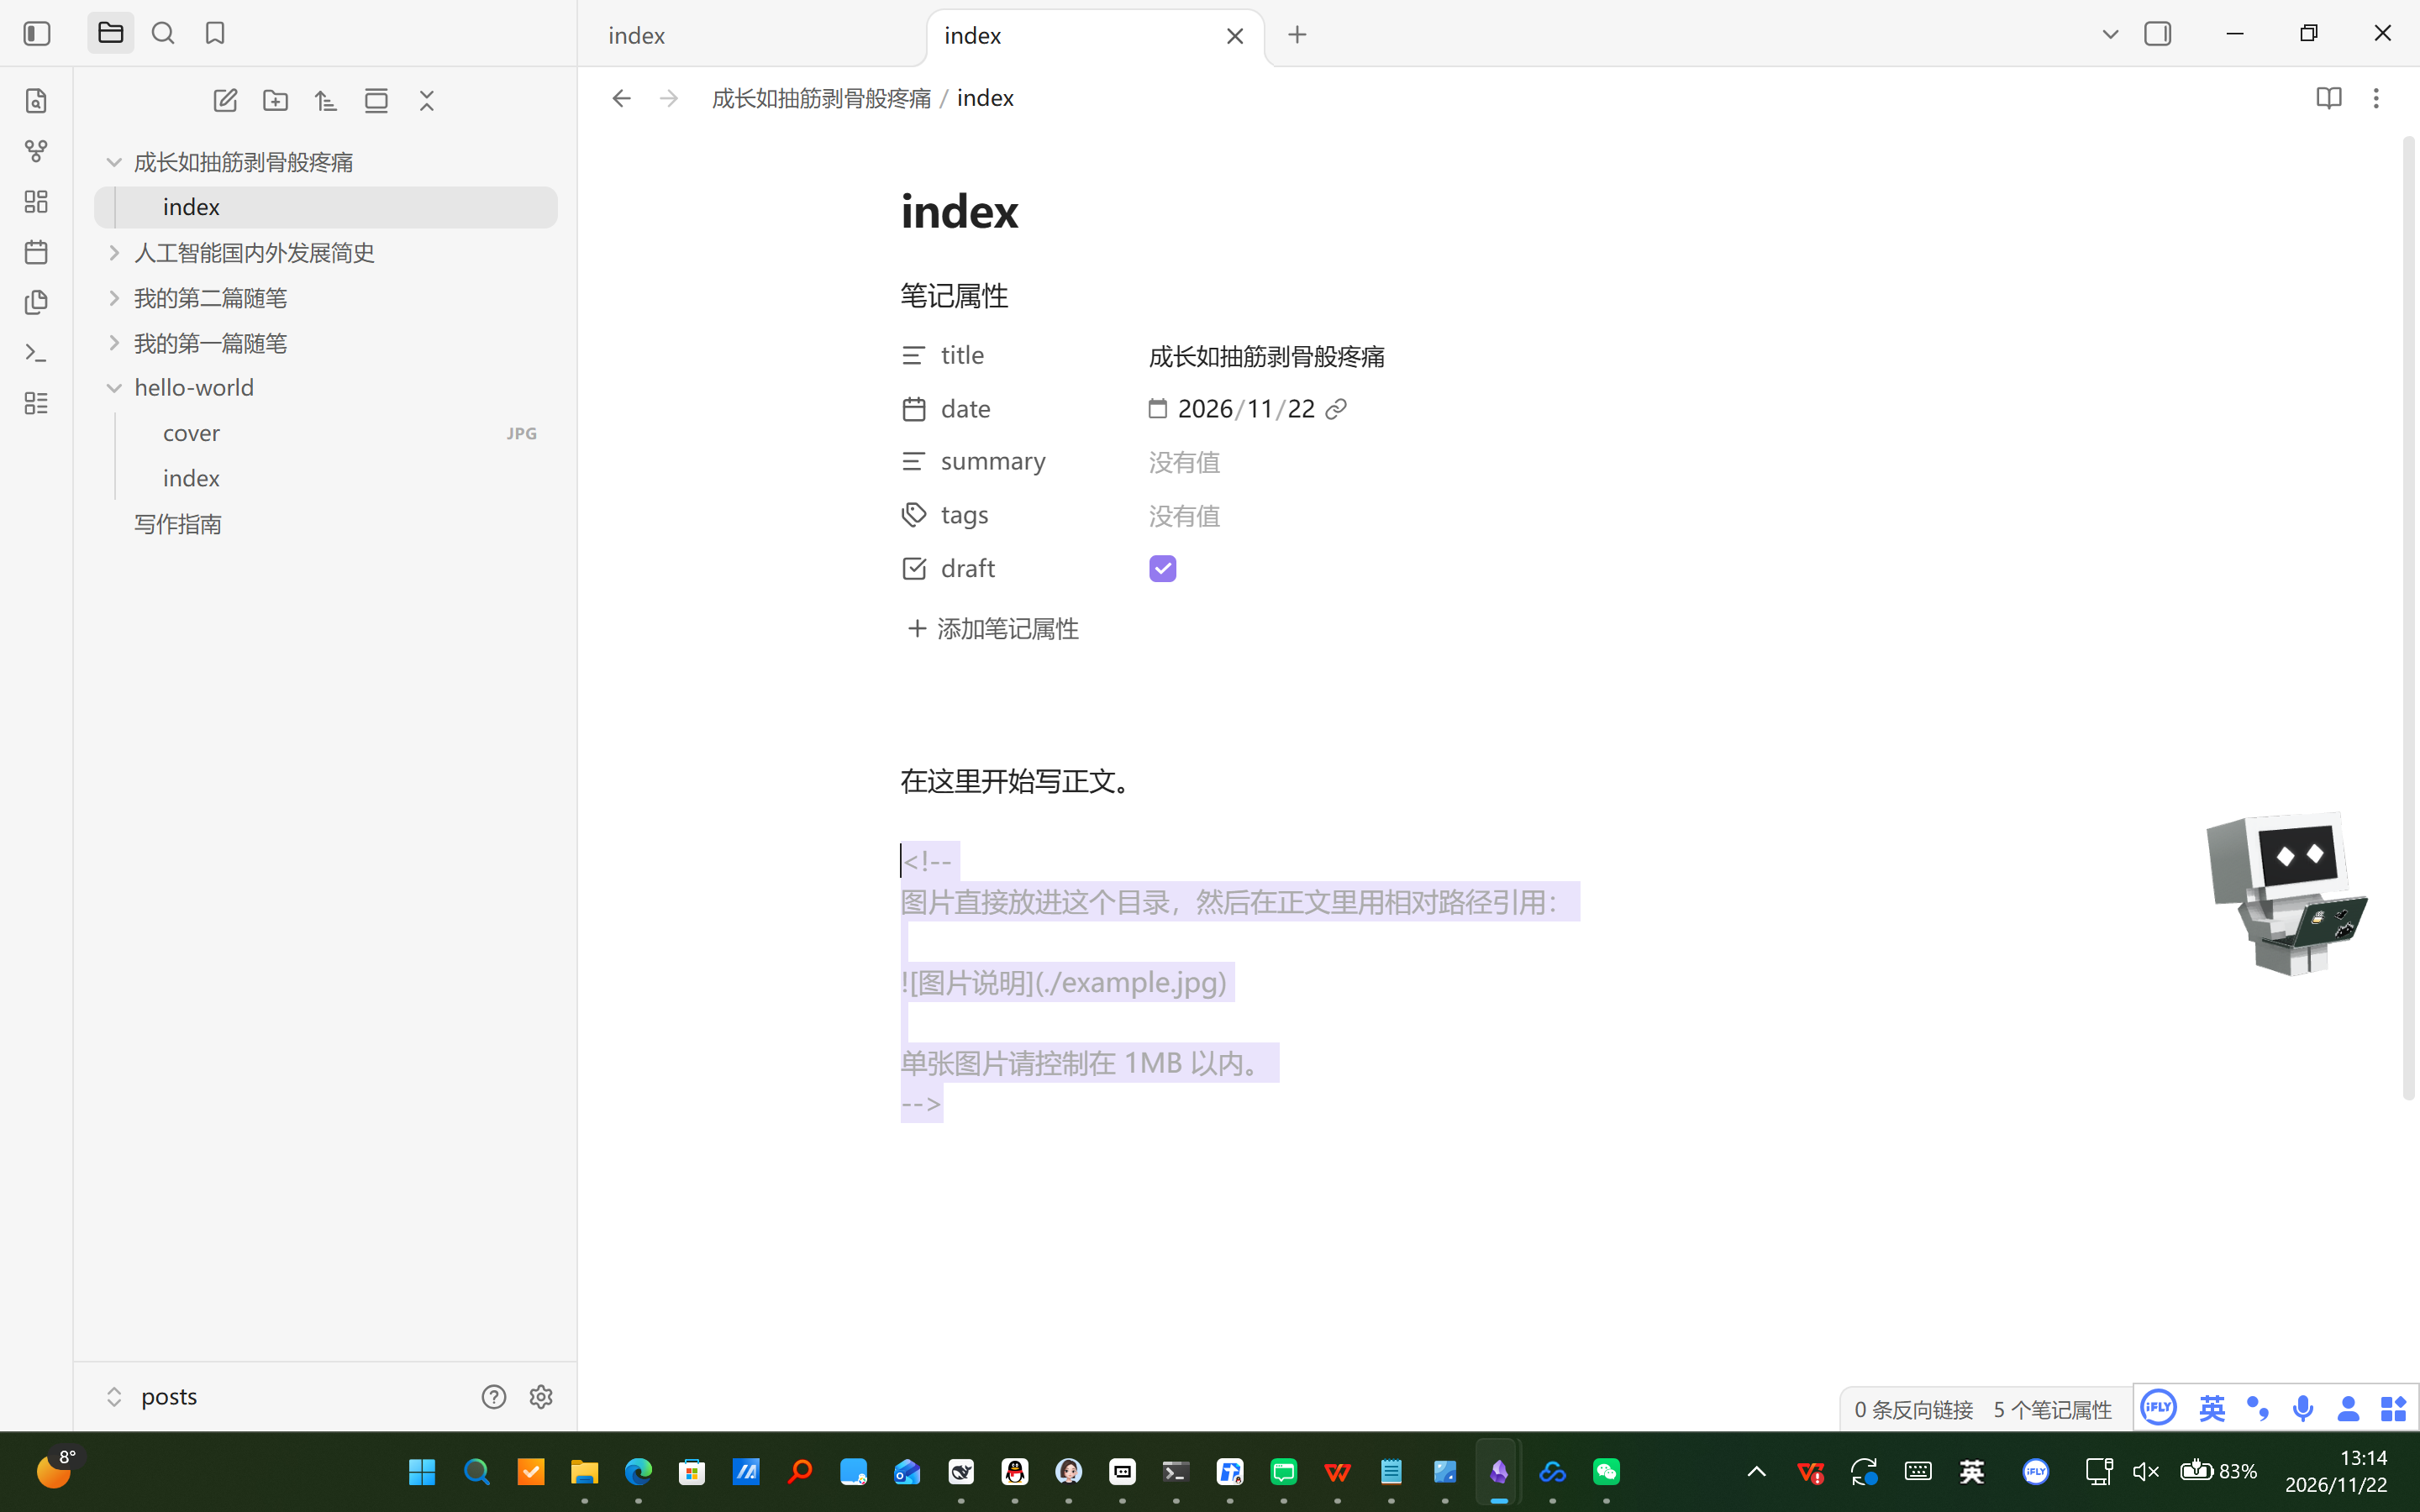 index
index
成长如抽筋剥骨般疼痛 / index
成长如抽筋剥骨般疼痛
index
人工智能国内外发展简史
我的第二篇随笔
我的第一篇随笔
hello-world
cover JPG
index
写作指南
posts
index
笔记属性
title 成长如抽筋剥骨般疼痛
date 2026/11/22
summary 没有值
tags 没有值
draft
添加笔记属性
在这里开始写正文。
<!--
图片直接放进这个目录，然后在正文里用相对路径引用：
![图片说明](./example.jpg)
单张图片请控制在 1MB 以内。
-->
0 条反向链接 5 个笔记属性
iFLY 英
8°
英
iFLY
83%
13:14
2026/11/22